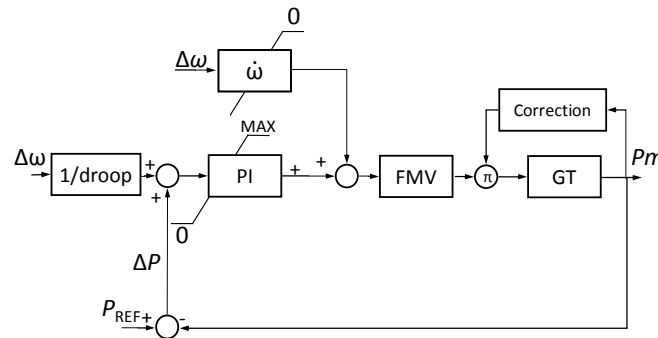 0
Δω
ω̇
MAX
Correction
Δω
1/droop
+
+
PI
+
+
FMV
π
GT
Pm
0
ΔP
P_REF
+
-